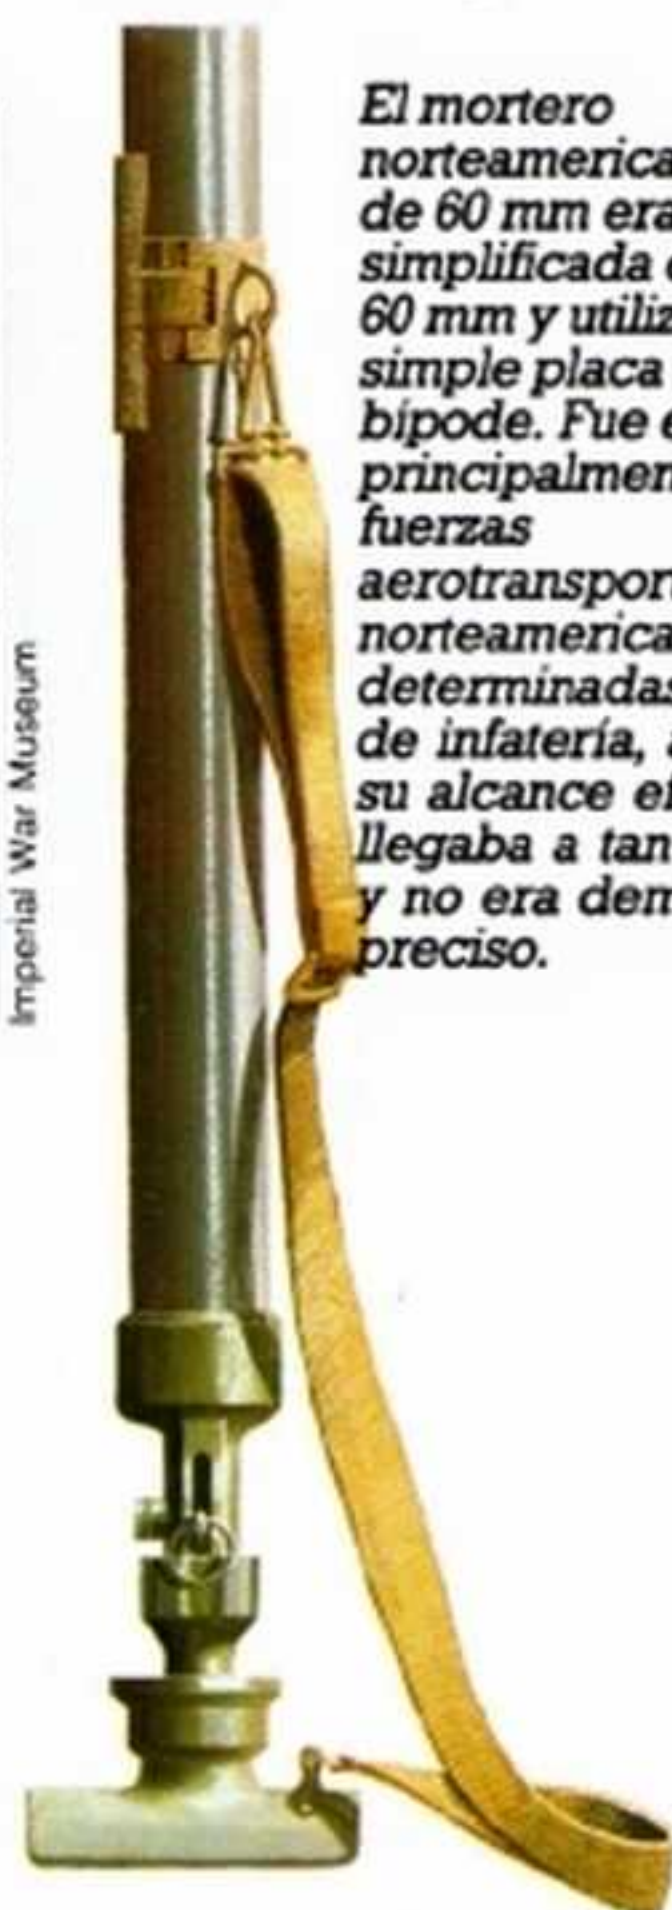 El mortero
norteamerica
de 60 mm era
simplificada
60 mm y utiliz
simple placa
bípode. Fue e
principalmen
fuerzas
aerotranspor
norteamerica
determinadas
de infatería, a
su alcance ef
llegaba a tan
y no era dem
preciso.
Imperial War Museum